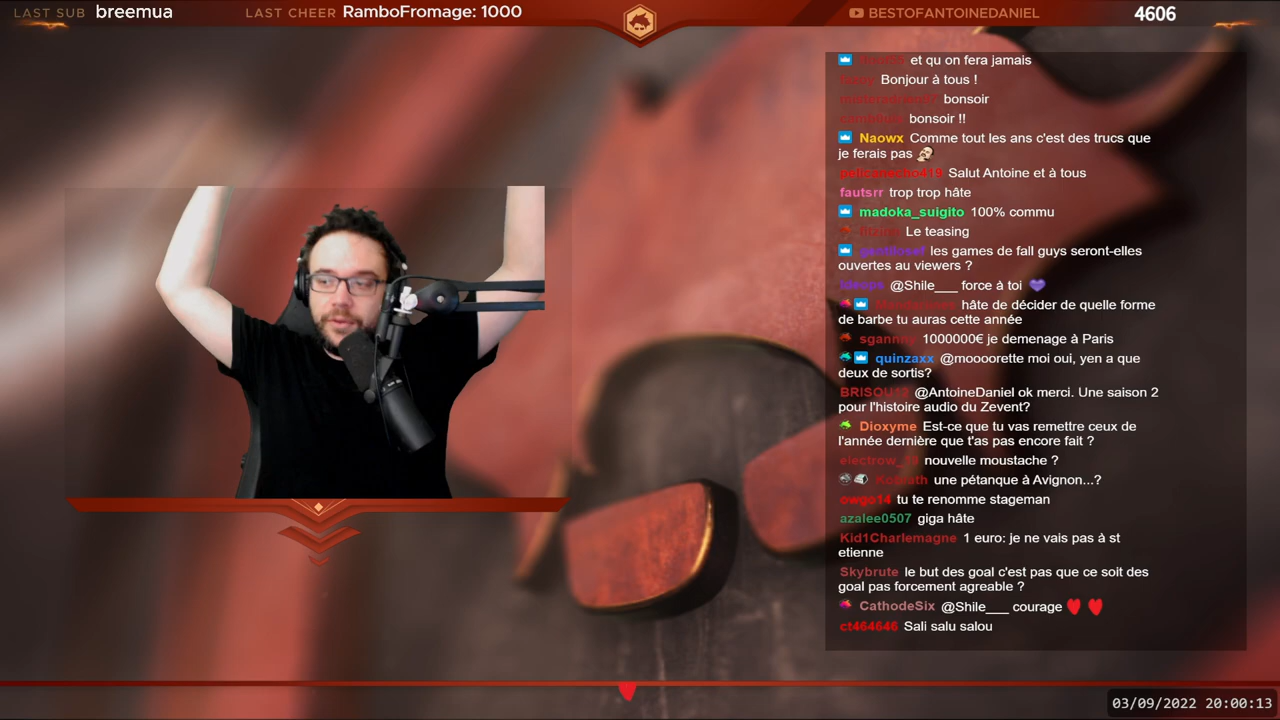 LAST SUB breemua LAST CHEER RamboFromage: 1000 BESTOFANTOINEDANIEL 4606
et qu on fera jamais
Bonjour à tous !
bonsoir
bonsoir !!
Naowx Comme tout les ans c'est des trucs que
je ferais pas
pelicanecho419 Salut Antoine et à tous
fautsrr trop trop hâte
madoka_suigito 100% commu
Le teasing
les games de fall guys seront-elles
ouvertes au viewers ?
@Shile___ force à toi
hâte de décider de quelle forme
de barbe tu auras cette année
sgannny 1000000€ je demenage à Paris
quinzaxx @moooorette moi oui, yen a que
deux de sortis?
@AntoineDaniel ok merci. Une saison 2
pour l'histoire audio du Zevent?
Dioxyme Est-ce que tu vas remettre ceux de
l'année dernière que t'as pas encore fait ?
nouvelle moustache ?
une pétanque à Avignon...?
owgo14 tu te renomme stageman
azalee0507 giga hâte
Kid1Charlemagne 1 euro: je ne vais pas à st
etienne
Skybrute le but des goal c'est pas que ce soit des
goal pas forcement agreable ?
CathodeSix @Shile___ courage
ct464646 Sali salu salou
03/09/2022 20:00:13